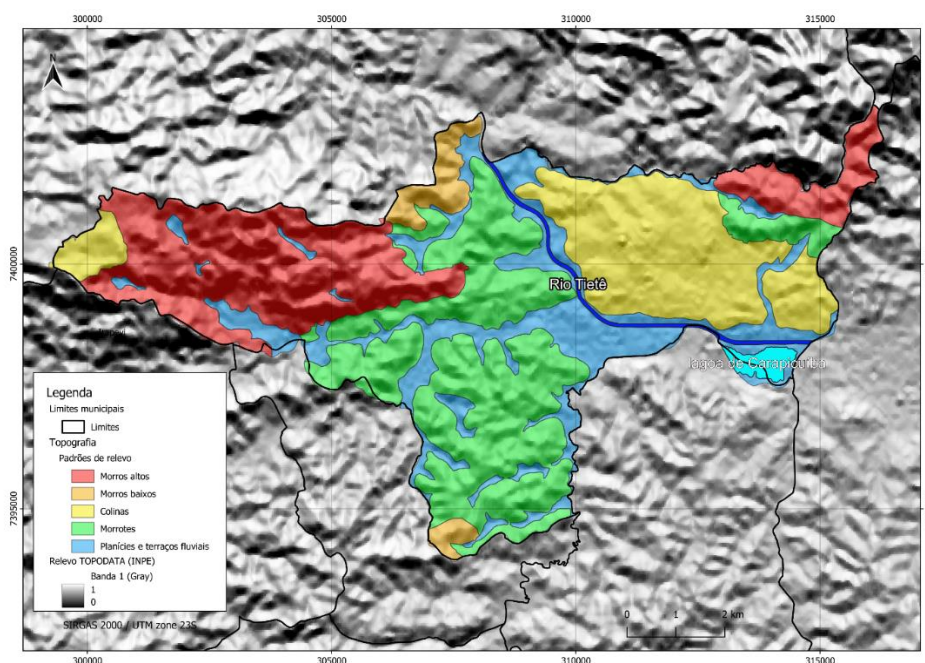 300000
305000
310000
315000
N
7400000
7400000
Rio Tietê
lagoa de Carapicuíba
Legenda
Limites municipais
Limites
Topografia
Padrões de relevo
Morros altos
Morros baixos
Colinas
Morrotes
Planícies e terraços fluviais
Relevo TOPODATA (INPE)
Banda 1 (Gray)
1
0
7395000
7395000
SIRGAS 2000 / UTM zone 23S
0 1 2 km
300000
305000
310000
315000